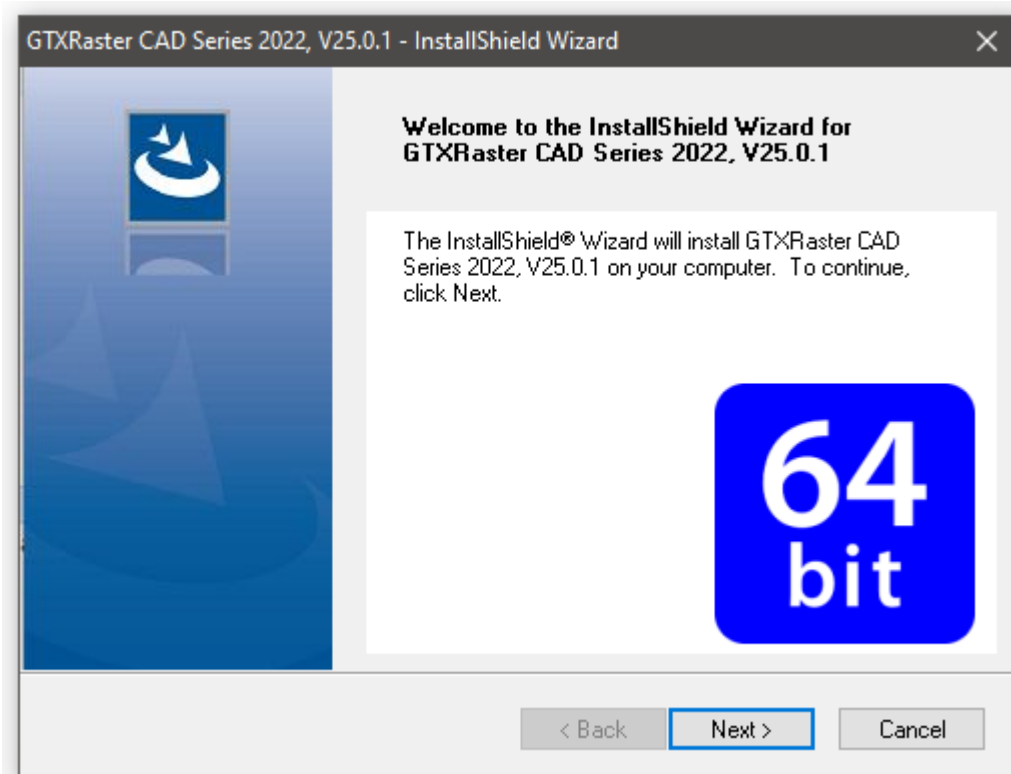 GTXRaster CAD Series 2022, V25.0.1 - InstallShield Wizard
Welcome to the InstallShield Wizard for
GTXRaster CAD Series 2022, V25.0.1
The InstallShield® Wizard will install GTXRaster CAD
Series 2022, V25.0.1 on your computer.  To continue,
click Next.
64
bit
< Back
Next >
Cancel